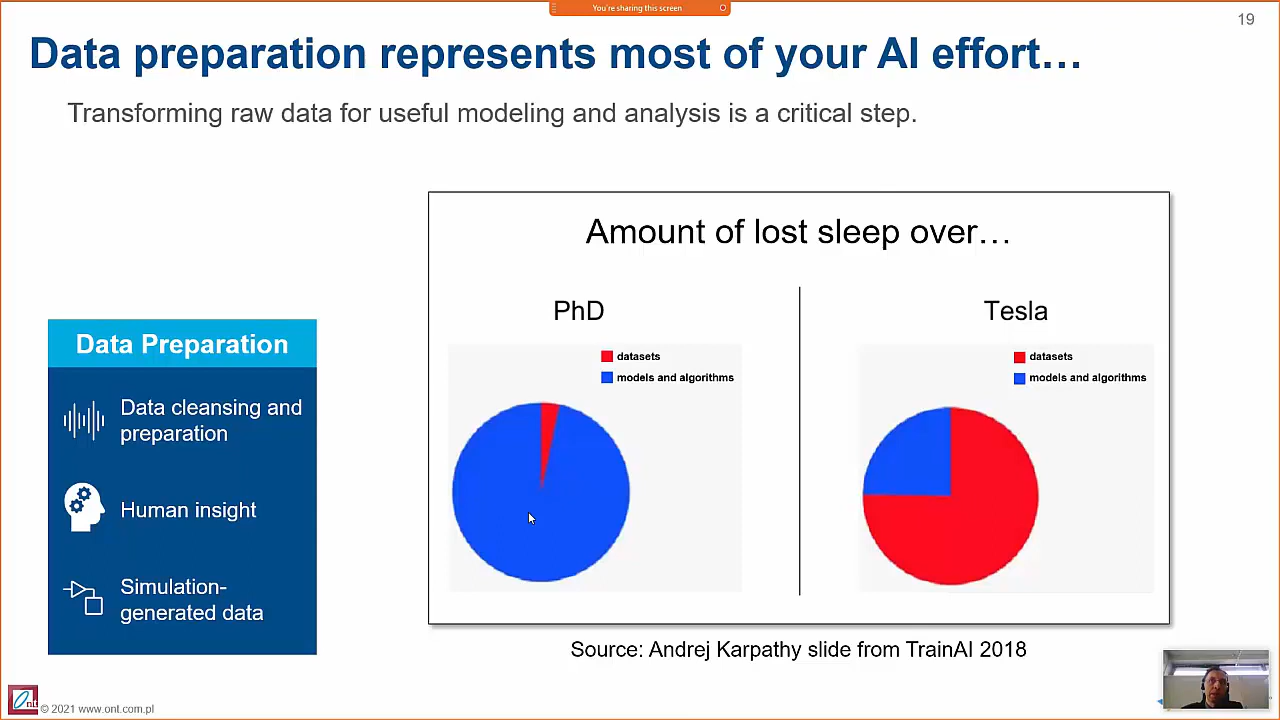 You're sharing this screen
19
Data preparation represents most of your AI effort…
Transforming raw data for useful modeling and analysis is a critical step.
Amount of lost sleep over…
PhD
Tesla
datasets
models and algorithms
datasets
models and algorithms
Data Preparation
Data cleansing and
preparation
Human insight
Simulation-
generated data
Source: Andrej Karpathy slide from TrainAI 2018
Ont
© 2021 www.ont.com.pl